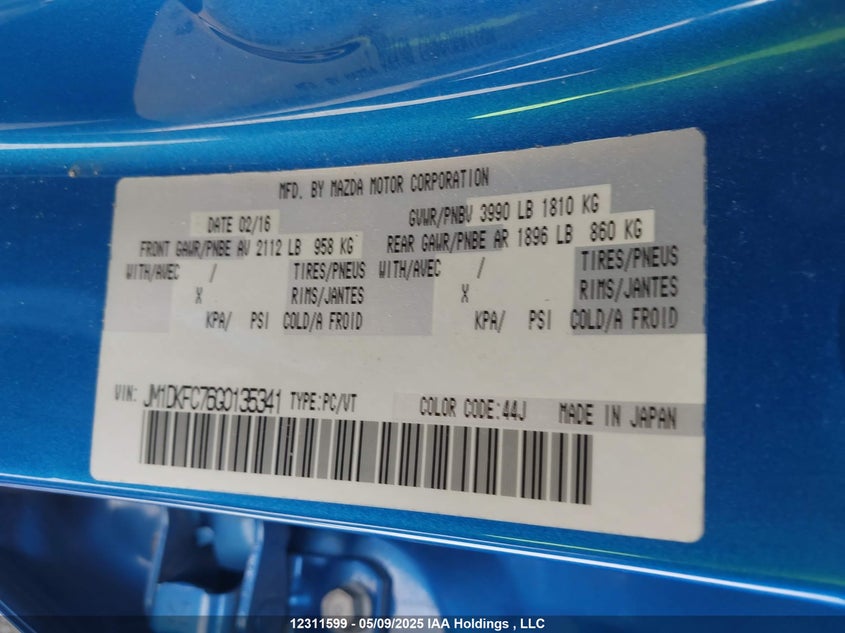 MFD. BY MAZDA MOTOR CORPORATION
DATE 02/16 GVWR/PNBV 3990 LB 1810 KG
FRONT GAWR/PNBE AV 2112 LB 958 KG REAR GAWR/PNBE AR 1896 LB 860 KG
WITH/AVEC / TIRES/PNEUS WITH/AVEC / TIRES/PNEUS
X RIMS/JANTES X RIMS/JANTES
KPA/ PSI COLD/A FROID KPA/ PSI COLD/A FROID
VIN: JM1DKFC76G0135341 TYPE:PC/VT COLOR CODE:44J MADE IN JAPAN
12311599 - 05/09/2025 IAA Holdings , LLC